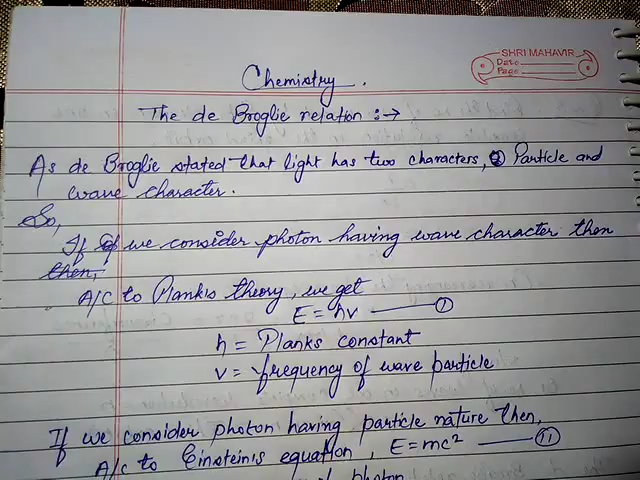 SHRI MAHAVIR
Date
Page
Chemistry.
The de Broglie relation :→
As de Broglie stated that light has two characters, Particle and
wave character.
So,
If we consider photon having wave character then
then,
A/C to Plankis theory, we get
E = hv —— (1)
h = Planks constant
v = frequency of wave particle
If we consider photon having particle nature then,
A/C to Einstein's equation, E = mc² —— (11)
photon